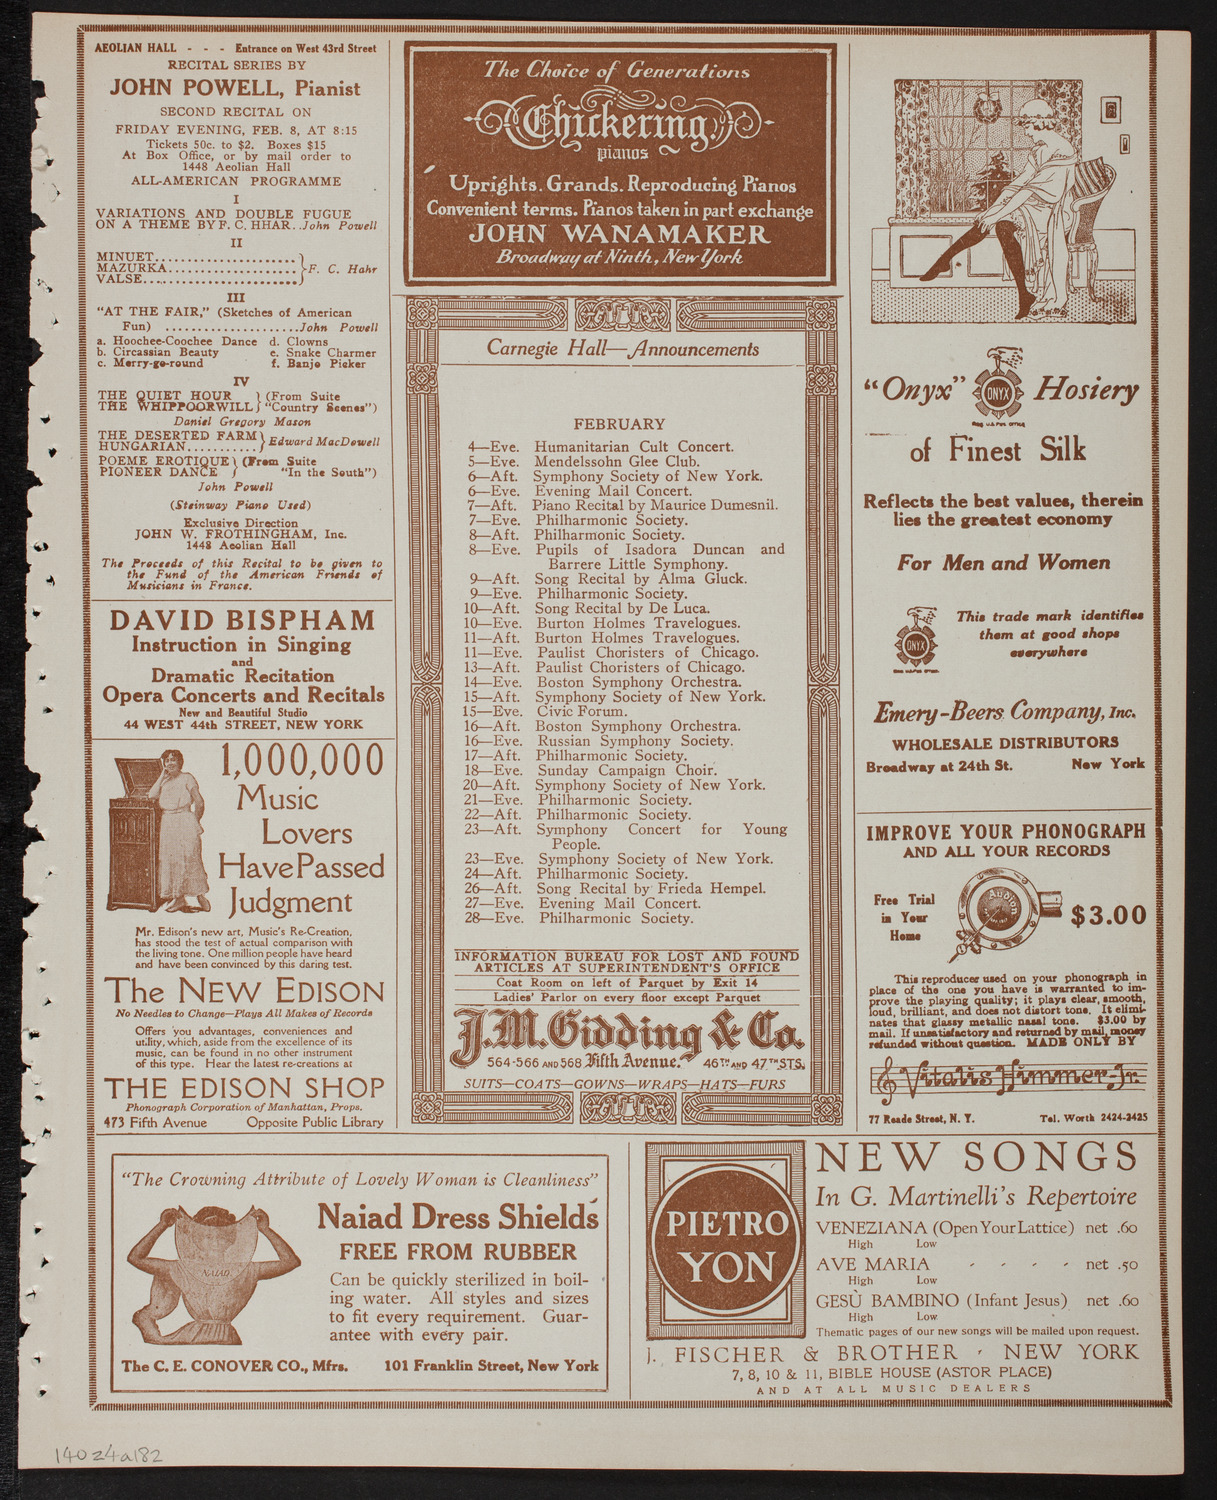 AEOLIAN HALL - - - Entrance on West 43rd Street
RECITAL SERIES BY
JOHN POWELL, Pianist
SECOND RECITAL ON
FRIDAY EVENING, FEB. 8, AT 8:15
Tickets 50c. to $2. Boxes $15
At Box Office, or by mail order to
1448 Aeolian Hall
ALL-AMERICAN PROGRAMME
I
VARIATIONS AND DOUBLE FUGUE
ON A THEME BY F. C. HHAR..John Powell
II
MINUET......................
MAZURKA.................... F. C. Hahr
VALSE........................
III
"AT THE FAIR," (Sketches of American
Fun) .....................John Powell
a. Hoochee-Coochee Dance d. Clowns
b. Circassian Beauty e. Snake Charmer
c. Merry-go-round f. Banjo Picker
IV
THE QUIET HOUR } (From Suite
THE WHIPPOORWILL } "Country Scenes")
Daniel Gregory Mason
THE DESERTED FARM }
HUNGARIAN........... } Edward MacDowell
POEME EROTIQUE } (From Suite
PIONEER DANCE } "In the South")
John Powell
(Steinway Piano Used)
Exclusive Direction
JOHN W. FROTHINGHAM, Inc.
1448 Aeolian Hall
The Proceeds of this Recital to be given to
the Fund of the American Friends of
Musicians in France.
DAVID BISPHAM
Instruction in Singing
and
Dramatic Recitation
Opera Concerts and Recitals
New and Beautiful Studio
44 WEST 44th STREET, NEW YORK
1,000,000
Music
Lovers
Have Passed
Judgment
Mr. Edison's new art, Music's Re-Creation,
has stood the test of actual comparison with
the living tone. One million people have heard
and have been convinced by this daring test.
The NEW EDISON
No Needles to Change—Plays All Makes of Records
Offers you advantages, conveniences and
utility, which, aside from the excellence of its
music, can be found in no other instrument
of this type. Hear the latest re-creations at
THE EDISON SHOP
Phonograph Corporation of Manhattan, Props.
473 Fifth Avenue Opposite Public Library
The Choice of Generations
Chickering
pianos
Uprights. Grands. Reproducing Pianos
Convenient terms. Pianos taken in part exchange
JOHN WANAMAKER
Broadway at Ninth, New York
Carnegie Hall—Announcements
FEBRUARY
4—Eve. Humanitarian Cult Concert.
5—Eve. Mendelssohn Glee Club.
6—Aft. Symphony Society of New York.
6—Eve. Evening Mail Concert.
7—Aft. Piano Recital by Maurice Dumesnil.
7—Eve. Philharmonic Society.
8—Aft. Philharmonic Society.
8—Eve. Pupils of Isadora Duncan and
Barrere Little Symphony.
9—Aft. Song Recital by Alma Gluck.
9—Eve. Philharmonic Society.
10—Aft. Song Recital by De Luca.
10—Eve. Burton Holmes Travelogues.
11—Aft. Burton Holmes Travelogues.
11—Eve. Paulist Choristers of Chicago.
13—Aft. Paulist Choristers of Chicago.
14—Eve. Boston Symphony Orchestra.
15—Aft. Symphony Society of New York.
15—Eve. Civic Forum.
16—Aft. Boston Symphony Orchestra.
16—Eve. Russian Symphony Society.
17—Aft. Philharmonic Society.
18—Eve. Sunday Campaign Choir.
20—Aft. Symphony Society of New York.
21—Eve. Philharmonic Society.
22—Aft. Philharmonic Society.
23—Aft. Symphony Concert for Young
People.
23—Eve. Symphony Society of New York.
24—Aft. Philharmonic Society.
26—Aft. Song Recital by Frieda Hempel.
27—Eve. Evening Mail Concert.
28—Eve. Philharmonic Society.
INFORMATION BUREAU FOR LOST AND FOUND
ARTICLES AT SUPERINTENDENT'S OFFICE
Coat Room on left of Parquet by Exit 14
Ladies' Parlor on every floor except Parquet
J.M. Gidding & Co.
564-566 AND 568 Fifth Avenue. 46TH AND 47TH STS.
SUITS—COATS—GOWNS—WRAPS—HATS—FURS
"Onyx" ONYX Hosiery
REG. U.S. PAT. OFFICE
of Finest Silk
Reflects the best values, therein
lies the greatest economy
For Men and Women
ONYX
This trade mark identifies
them at good shops
everywhere
Emery-Beers Company, Inc.
WHOLESALE DISTRIBUTORS
Broadway at 24th St. New York
IMPROVE YOUR PHONOGRAPH
AND ALL YOUR RECORDS
Free Trial
in Your
Home
Audion
$3.00
This reproducer used on your phonograph in
place of the one you have is warranted to im-
prove the playing quality; it plays clear, smooth,
loud, brilliant, and does not distort tone. It elimi-
nates that glassy metallic nasal tone. $3.00 by
mail. If unsatisfactory and returned by mail, money
refunded without question. MADE ONLY BY
Vitalis Himmer-Jr.
77 Reade Street, N. Y. Tel. Worth 2424-2425
"The Crowning Attribute of Lovely Woman is Cleanliness"
NAIAD
Naiad Dress Shields
FREE FROM RUBBER
Can be quickly sterilized in boil-
ing water. All styles and sizes
to fit every requirement. Guar-
antee with every pair.
The C. E. CONOVER CO., Mfrs. 101 Franklin Street, New York
PIETRO
YON
NEW SONGS
In G. Martinelli's Repertoire
VENEZIANA (Open Your Lattice) net .60
High Low
AVE MARIA - - - - net .50
High Low
GESÙ BAMBINO (Infant Jesus) net .60
High Low
Thematic pages of our new songs will be mailed upon request.
J. FISCHER & BROTHER - NEW YORK
7, 8, 10 & 11, BIBLE HOUSE (ASTOR PLACE)
AND AT ALL MUSIC DEALERS
14024a182